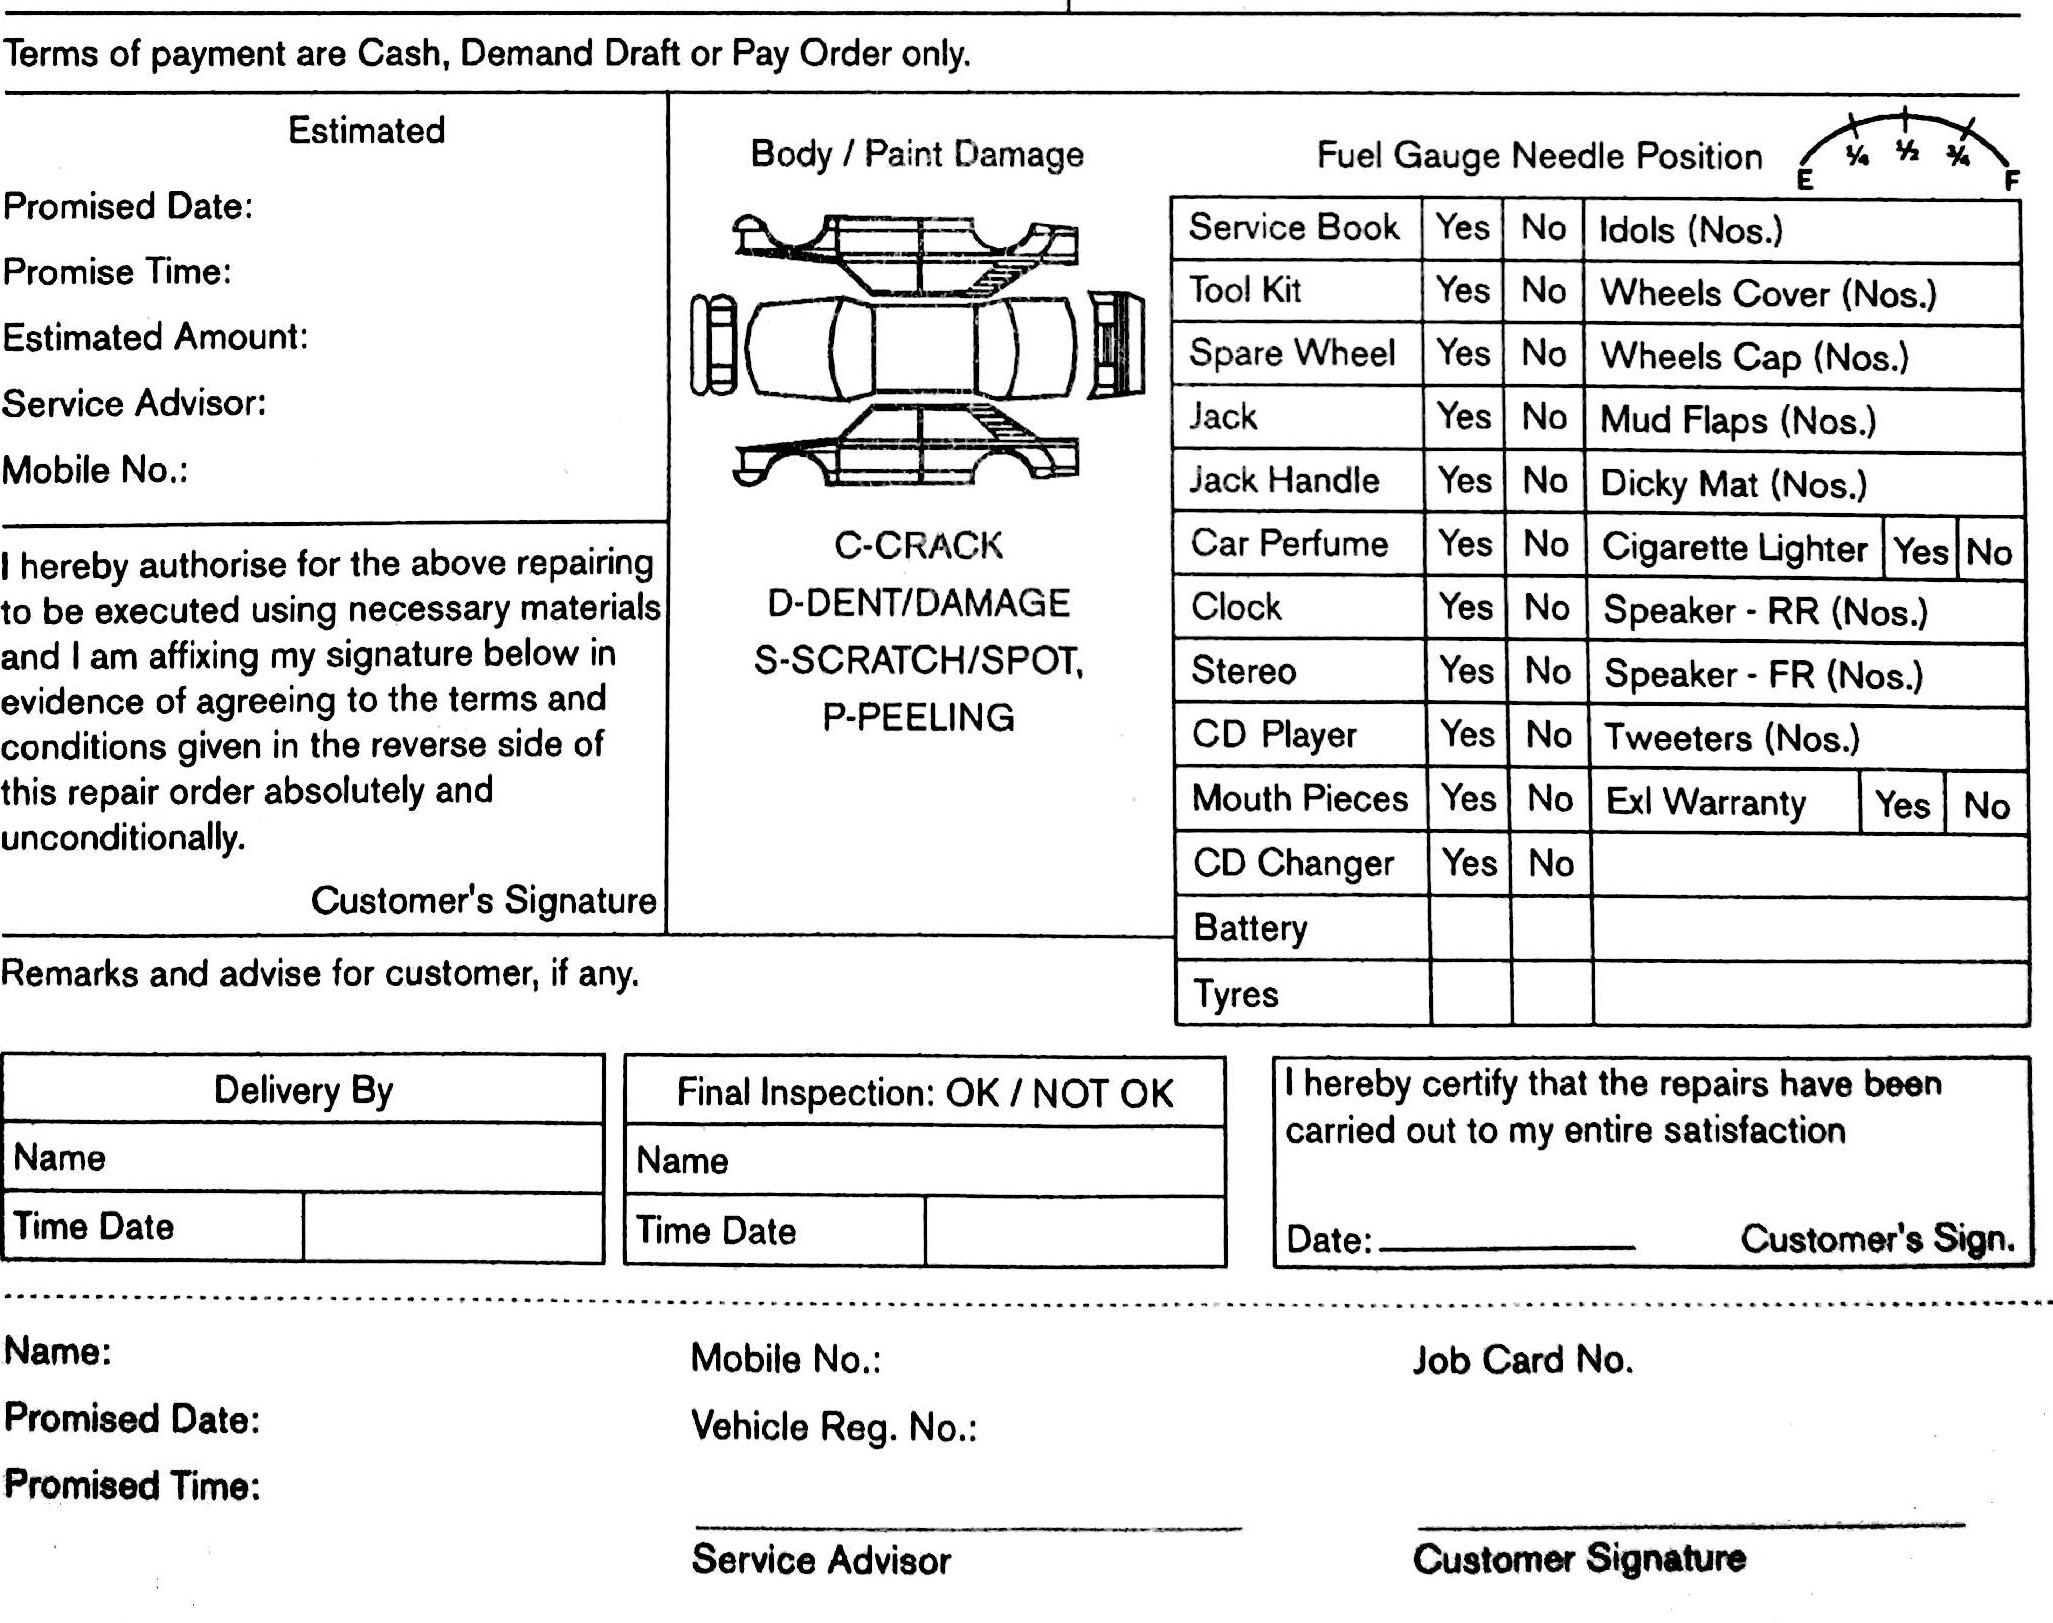 Terms of payment are Cash, Demand Draft or Pay Order only.
Estimated
Promised Date:
Promise Time:
Estimated Amount:
Service Advisor:
Mobile No.:
I hereby authorise for the above repairing
to be executed using necessary materials
and I am affixing my signature below in
evidence of agreeing to the terms and
conditions given in the reverse side of
this repair order absolutely and
unconditionally.
Customer's Signature
Body / Paint Damage
C-CRACK
D-DENT/DAMAGE
S-SCRATCH/SPOT,
P-PEELING
Fuel Gauge Needle Position E ¼ ½ ¾ F
Service Book Yes No Idols (Nos.)
Tool Kit Yes No Wheels Cover (Nos.)
Spare Wheel Yes No Wheels Cap (Nos.)
Jack Yes No Mud Flaps (Nos.)
Jack Handle Yes No Dicky Mat (Nos.)
Car Perfume Yes No Cigarette Lighter Yes No
Clock Yes No Speaker - RR (Nos.)
Stereo Yes No Speaker - FR (Nos.)
CD Player Yes No Tweeters (Nos.)
Mouth Pieces Yes No Exl Warranty Yes No
CD Changer Yes No
Battery
Tyres
Remarks and advise for customer, if any.
Delivery By
Name
Time Date
Final Inspection: OK / NOT OK
Name
Time Date
I hereby certify that the repairs have been
carried out to my entire satisfaction
Date: Customer's Sign.
Name: Mobile No.: Job Card No.
Promised Date: Vehicle Reg. No.:
Promised Time:
Service Advisor Customer Signature